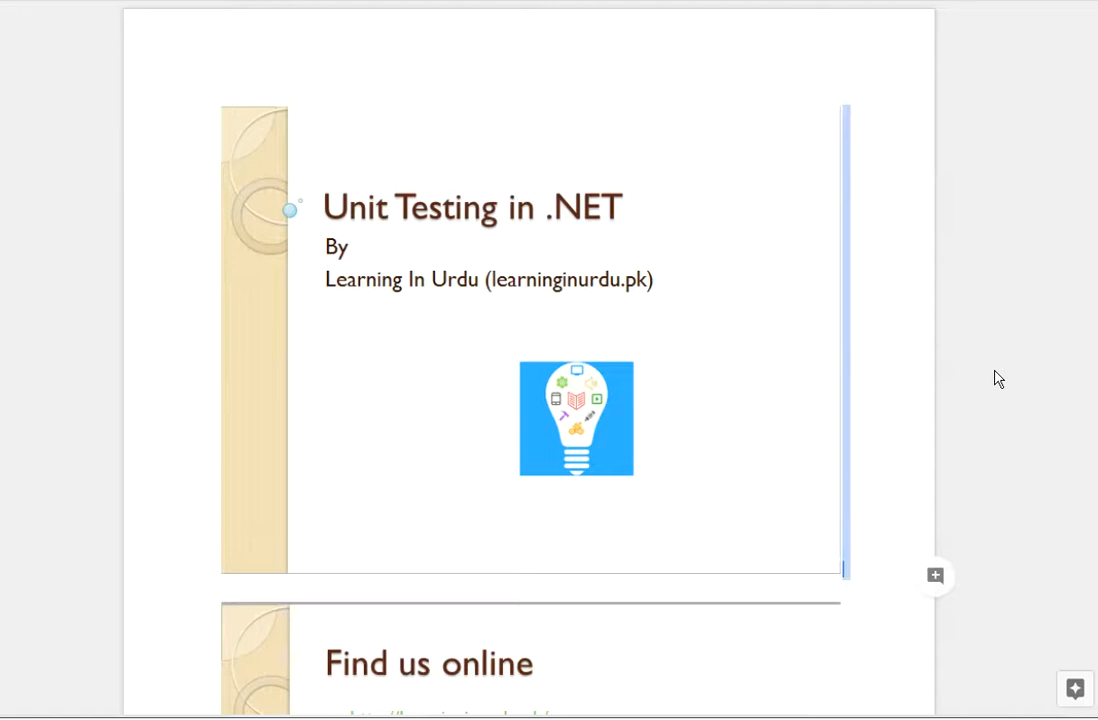 Unit Testing in .NET
By
Learning In Urdu (learninginurdu.pk)
Find us online